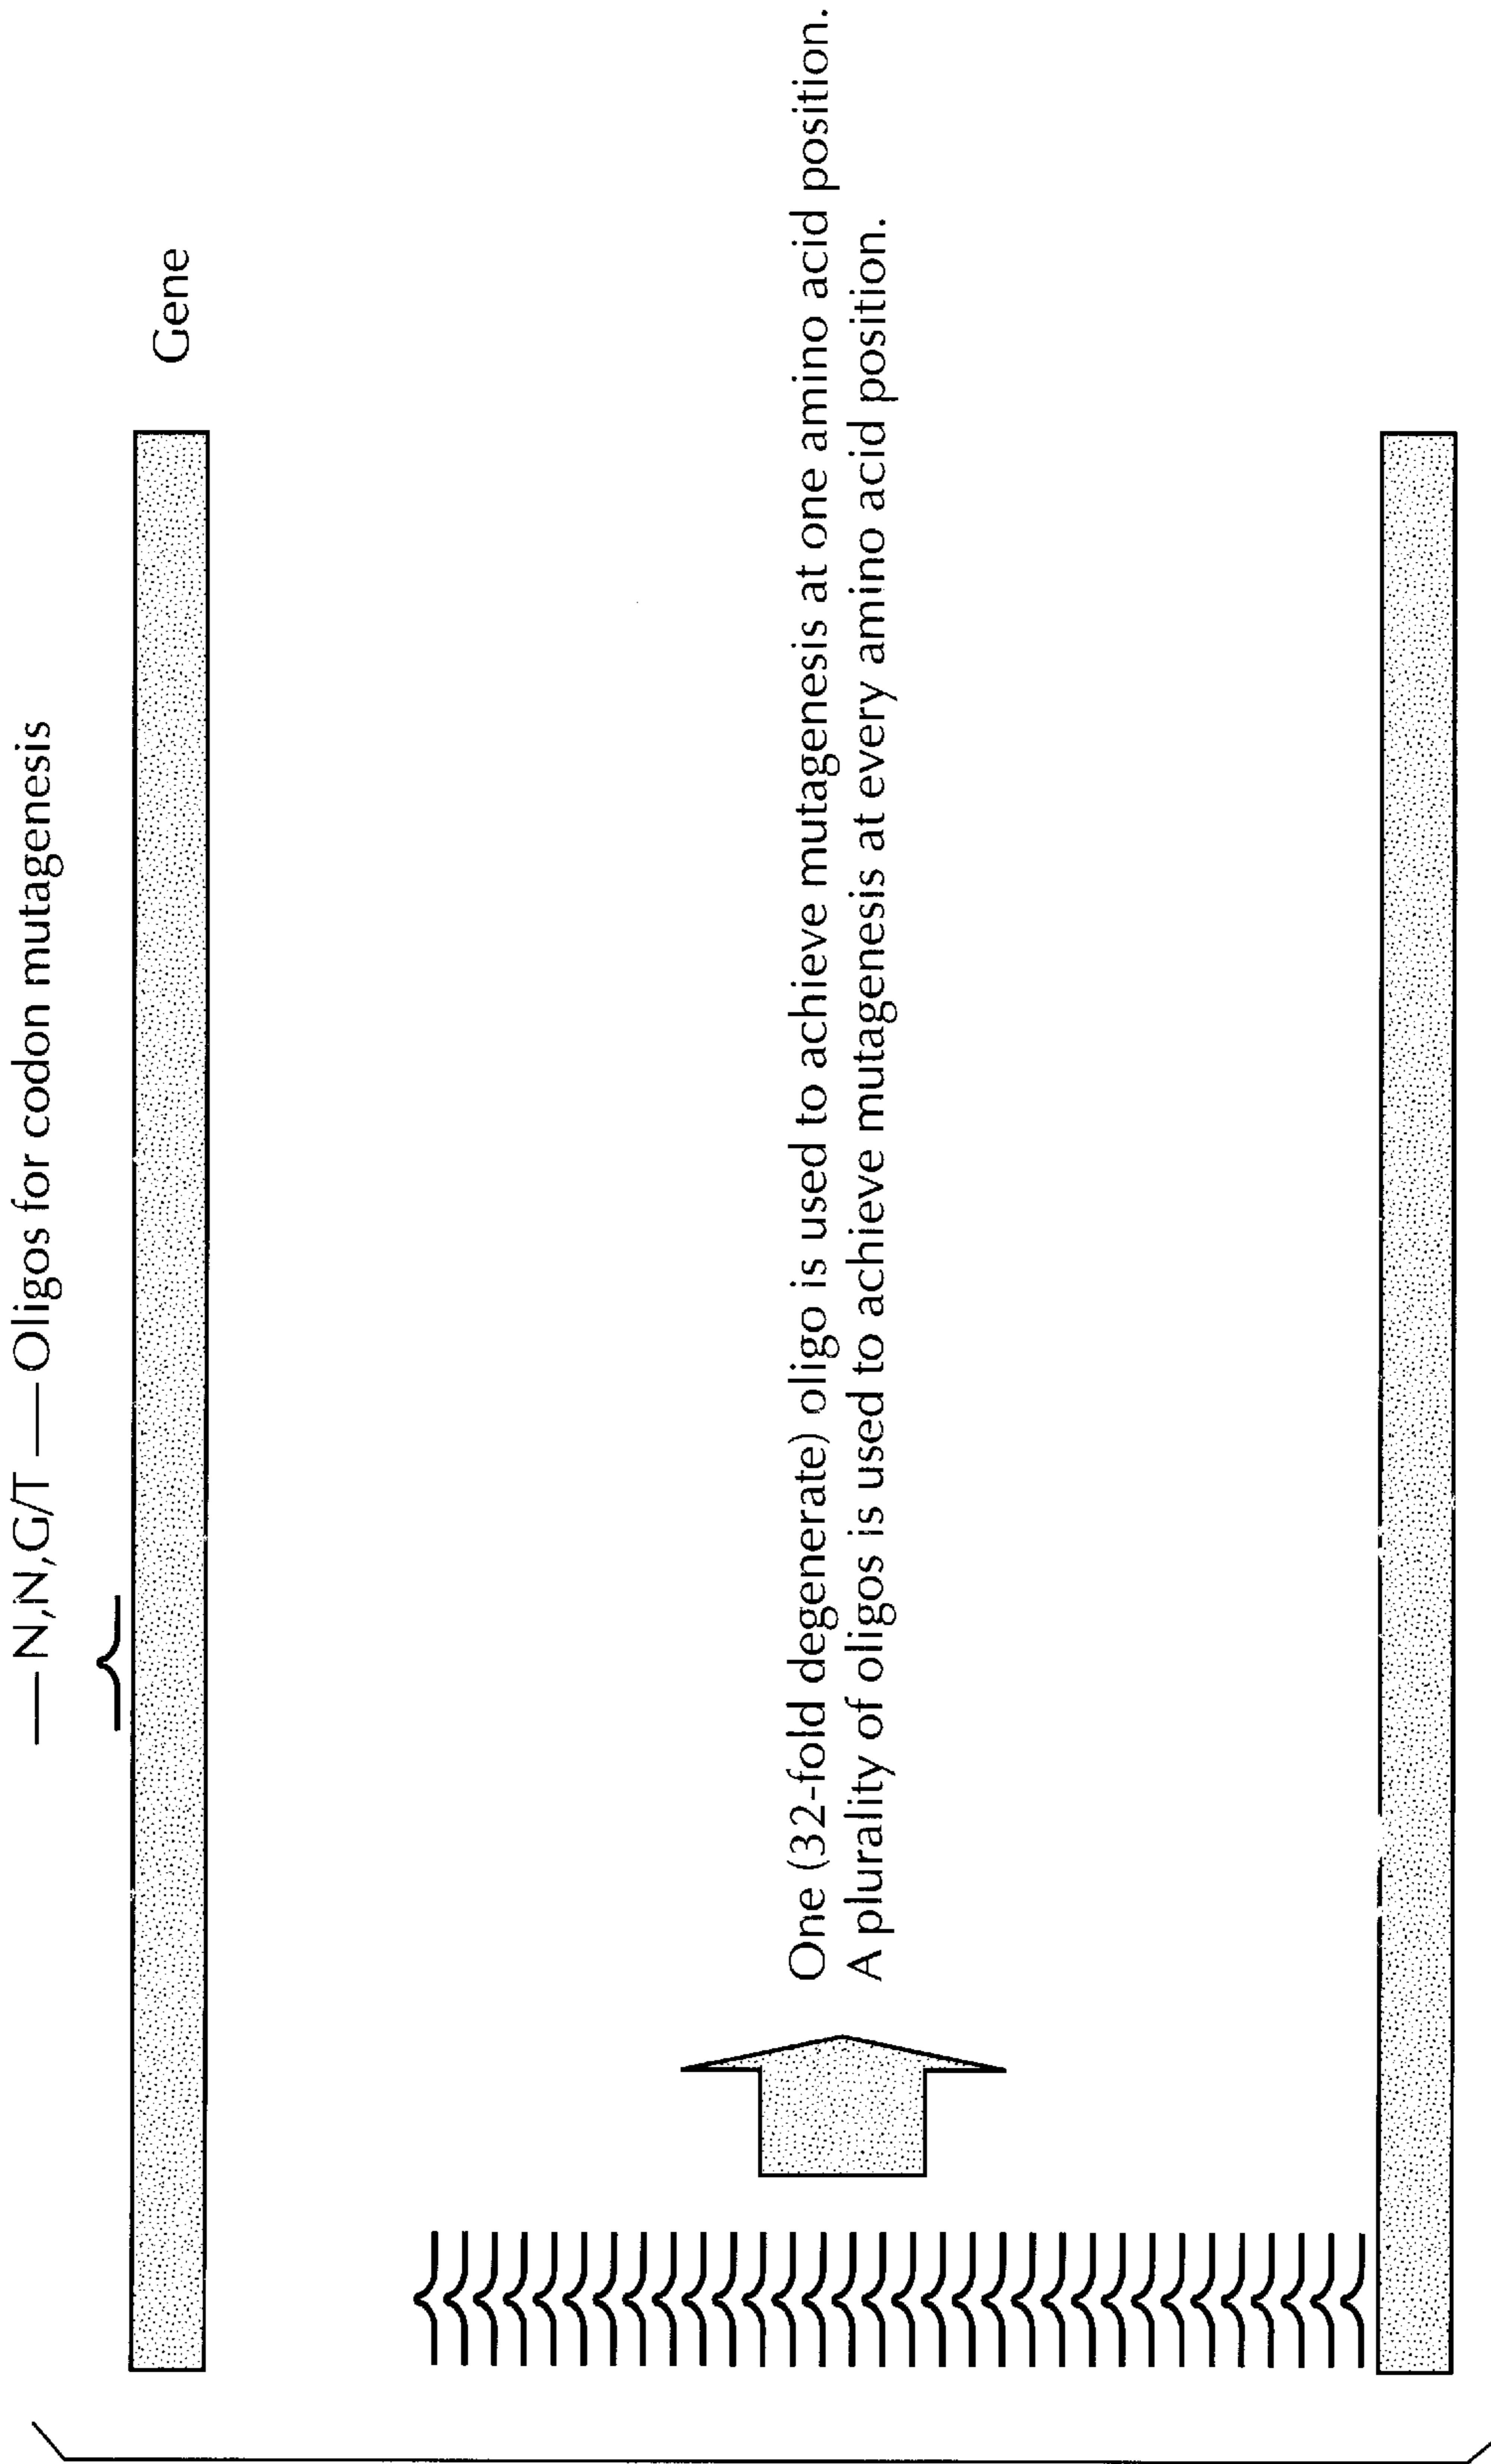 —N,N,G/T —Oligos for codon mutagenesis
Gene
One (32-fold degenerate) oligo is used to achieve mutagenesis at one amino acid position.
A plurality of oligos is used to achieve mutagenesis at every amino acid position.